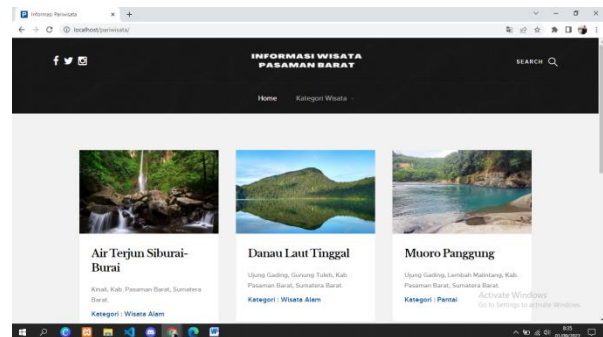 Informasi Pariwisata
localhost/pariwisata/
INFORMASI WISATA
PASAMAN BARAT
SEARCH
Home
Kategori Wisata
Air Terjun Siburai-
Burai
Kinali, Kab. Pasaman Barat, Sumatera
Barat.
Kategori : Wisata Alam
Danau Laut Tinggal
Ujung Gading, Gunung Tuleh, Kab.
Pasaman Barat, Sumatera Barat.
Kategori : Wisata Alam
Muoro Panggung
Ujung Gading, Lembah Malintang, Kab.
Pasaman Barat, Sumatera Barat.
Kategori : Pantai
Activate Windows
Go to Settings to activate Windows.